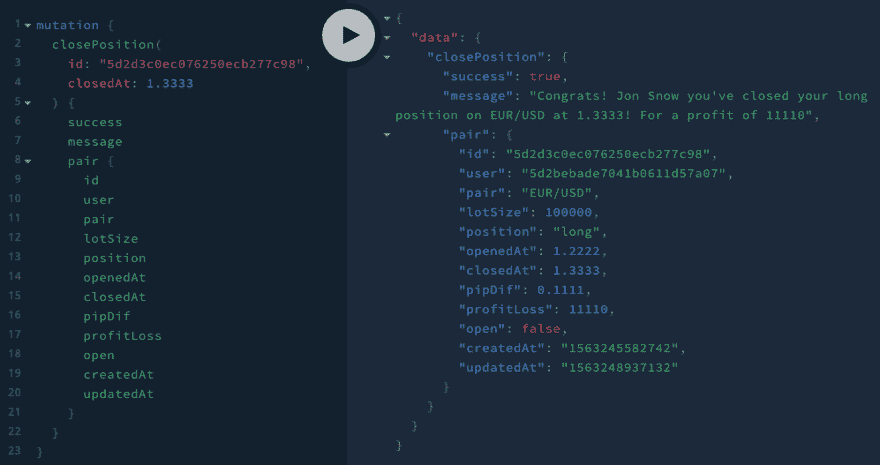 1 mutation {
2 closePosition(
3 id: "5d2d3c0ec076250ecb277c98",
4 closedAt: 1.3333
5 ) {
6 success
7 message
8 pair {
9 id
10 user
11 pair
12 lotSize
13 position
14 openedAt
15 closedAt
16 pipDif
17 profitLoss
18 open
19 createdAt
20 updatedAt
21 }
22 }
23 }
{
"data": {
"closePosition": {
"success": true,
"message": "Congrats! Jon Snow you've closed your long
position on EUR/USD at 1.3333! For a profit of 11110",
"pair": {
"id": "5d2d3c0ec076250ecb277c98",
"user": "5d2bebade7041b0611d57a07",
"pair": "EUR/USD",
"lotSize": 100000,
"position": "long",
"openedAt": 1.2222,
"closedAt": 1.3333,
"pipDif": 0.1111,
"profitLoss": 11110,
"open": false,
"createdAt": "1563245582742",
"updatedAt": "1563248937132"
}
}
}
}